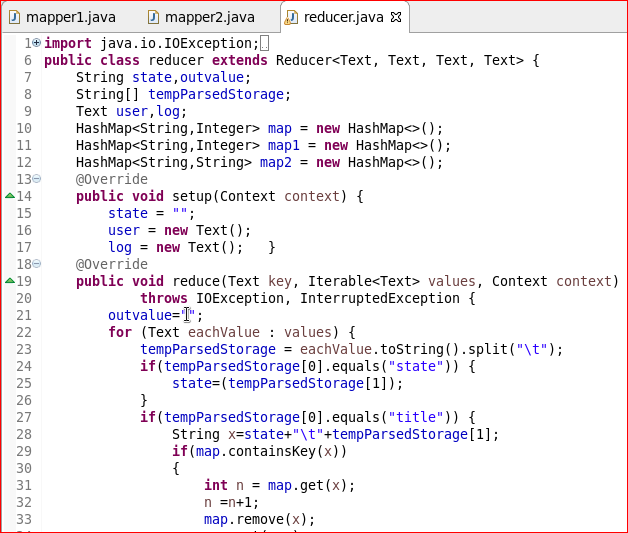 mapper1.java mapper2.java reducer.java
1 import java.io.IOException;
6 public class reducer extends Reducer<Text, Text, Text, Text> {
7 String state,outvalue;
8 String[] tempParsedStorage;
9 Text user,log;
10 HashMap<String,Integer> map = new HashMap<>();
11 HashMap<String,Integer> map1 = new HashMap<>();
12 HashMap<String,String> map2 = new HashMap<>();
13 @Override
14 public void setup(Context context) {
15 state = "";
16 user = new Text();
17 log = new Text(); }
18 @Override
19 public void reduce(Text key, Iterable<Text> values, Context context)
20 throws IOException, InterruptedException {
21 outvalue="";
22 for (Text eachValue : values) {
23 tempParsedStorage = eachValue.toString().split("\t");
24 if(tempParsedStorage[0].equals("state")) {
25 state=(tempParsedStorage[1]);
26 }
27 if(tempParsedStorage[0].equals("title")) {
28 String x=state+"\t"+tempParsedStorage[1];
29 if(map.containsKey(x))
30 {
31 int n = map.get(x);
32 n =n+1;
33 map.remove(x);